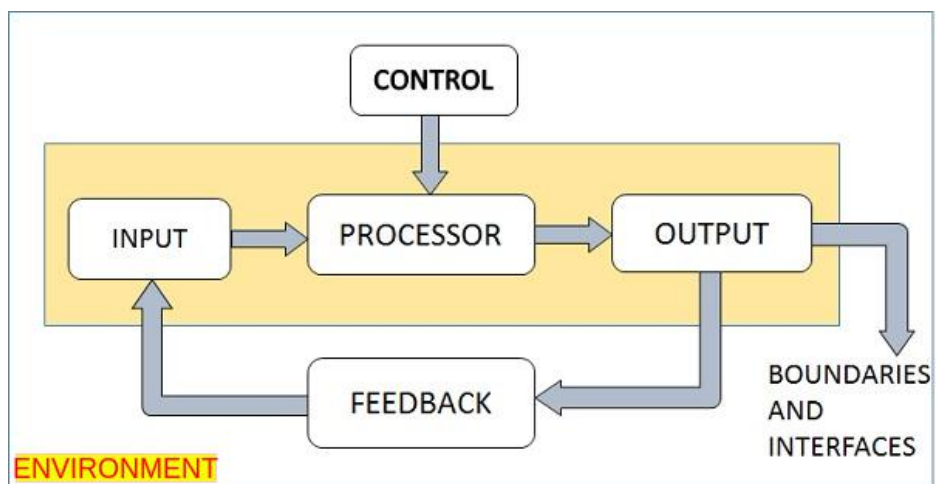 CONTROL
INPUT
PROCESSOR
OUTPUT
FEEDBACK
BOUNDARIES
AND
INTERFACES
ENVIRONMENT